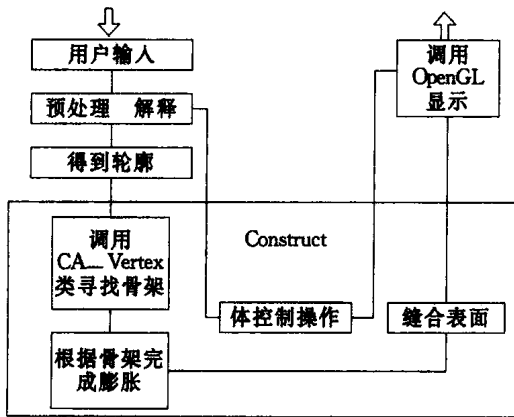 用户输入
预处理 解释
得到轮廓
调用
CA__ Vertex
类寻找骨架
根据骨架完
成膨胀
Construct
体控制操作
调用
OpenGL
显示
缝合表面